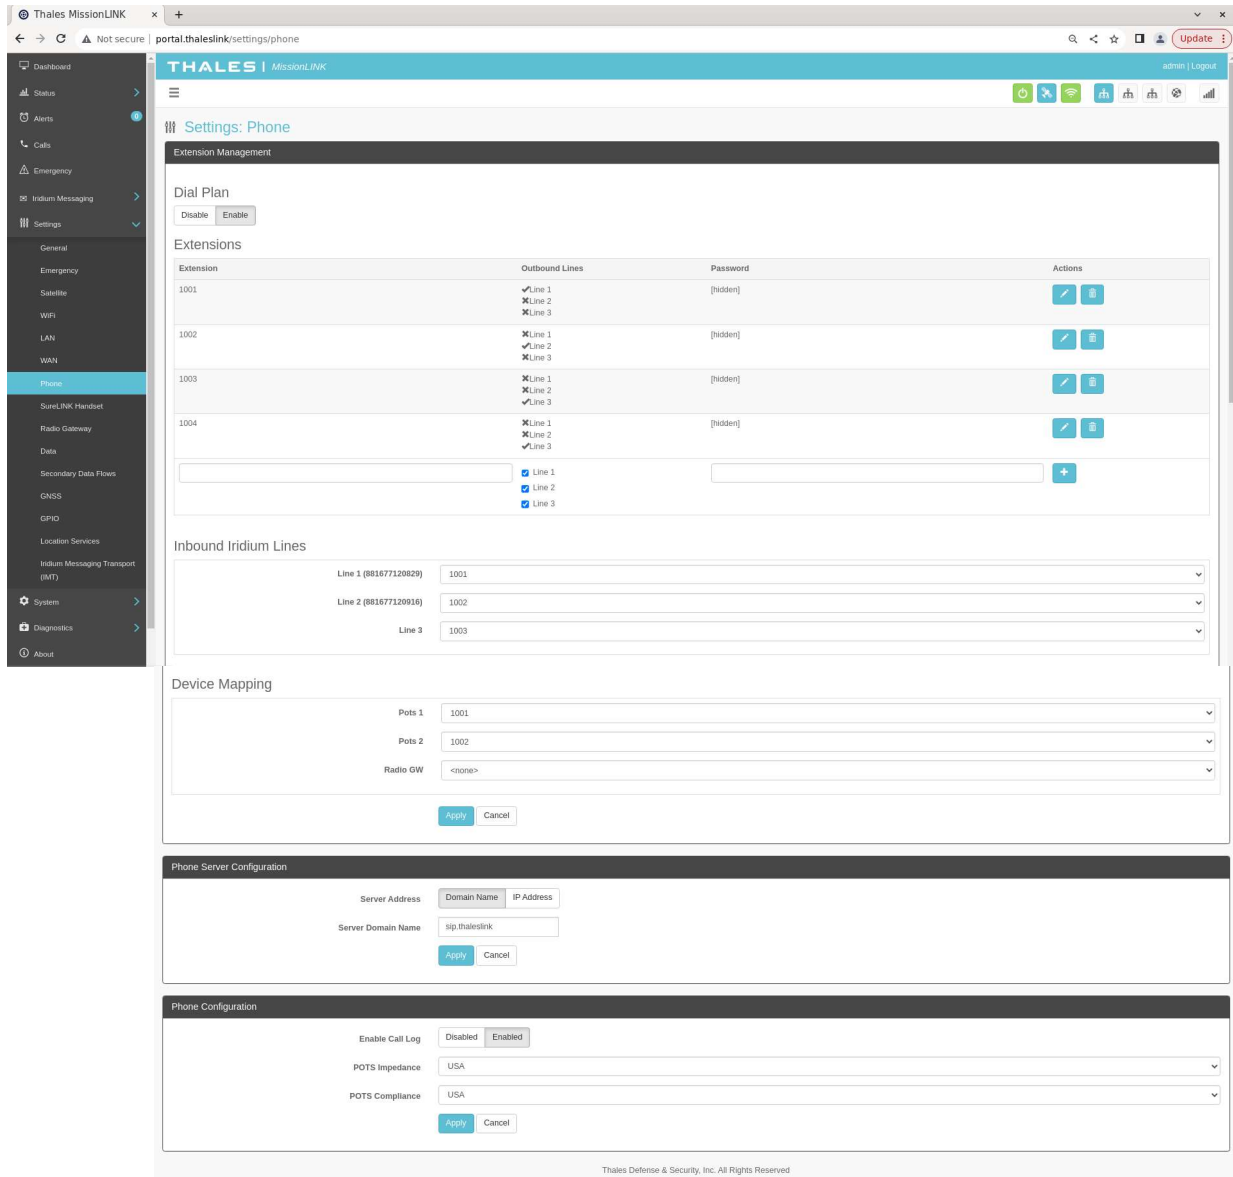 Thales MissionLINK × +
Not secure | portal.thaleslink/settings/phone Update
Dashboard
Status
Alerts 0
Calls
Emergency
Iridium Messaging
Settings
General
Emergency
Satellite
WiFi
LAN
WAN
Phone
SureLINK Handset
Radio Gateway
Data
Secondary Data Flows
GNSS
GPIO
Location Services
Iridium Messaging Transport
(IMT)
System
Diagnostics
About
THALES | MissionLINK
admin | Logout
Settings: Phone
Extension Management
Dial Plan
Disable Enable
Extensions
Extension Outbound Lines Password Actions
1001 ✔Line 1 [hidden]
✖Line 2
✖Line 3
1002 ✖Line 1 [hidden]
✔Line 2
✖Line 3
1003 ✖Line 1 [hidden]
✖Line 2
✔Line 3
1004 ✖Line 1 [hidden]
✖Line 2
✔Line 3
Line 1 +
Line 2
Line 3
Inbound Iridium Lines
Line 1 (881677120829) 1001
Line 2 (881677120916) 1002
Line 3 1003
Device Mapping
Pots 1 1001
Pots 2 1002
Radio GW <none>
Apply Cancel
Phone Server Configuration
Server Address Domain Name IP Address
Server Domain Name sip.thaleslink
Apply Cancel
Phone Configuration
Enable Call Log Disabled Enabled
POTS Impedance USA
POTS Compliance USA
Apply Cancel
Thales Defense & Security, Inc. All Rights Reserved